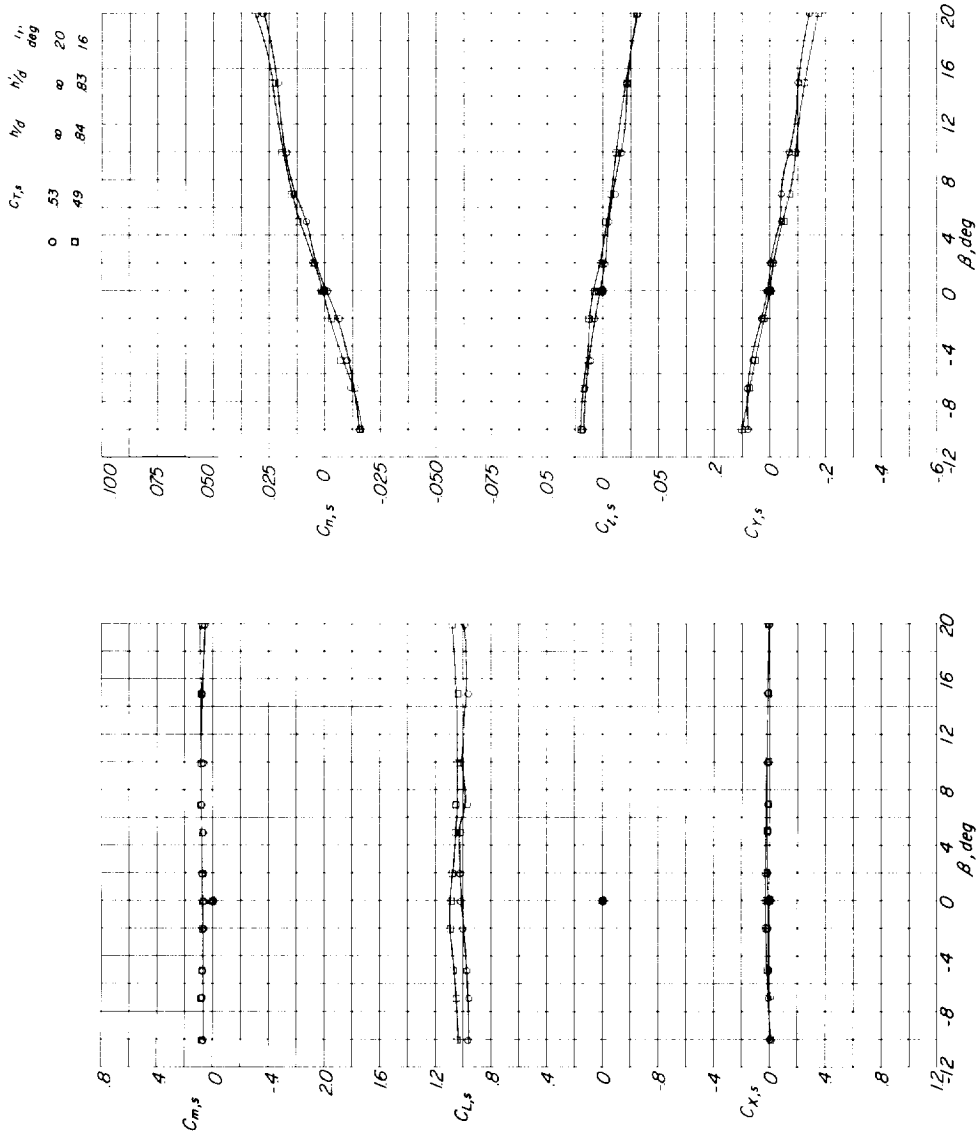 C_T,s h/d h'/d i_t, deg
○ .53 ∞ ∞ 20
□ .49 .84 .83 16
.100
.075
.050
.025
0
-.025
-.050
-.075
C_n,s
.05
0
-.05
C_l,s
.2
0
-.2
-.4
-.6
C_Y,s
-12 -8 -4 0 4 8 12 16 20
β, deg
.8
.4
0
-.4
C_m,s
2.0
1.6
1.2
.8
.4
0
-.4
-.8
C_L,s
.4
0
.4
.8
1.2
C_X,s
-12 -8 -4 0 4 8 12 16 20
β, deg